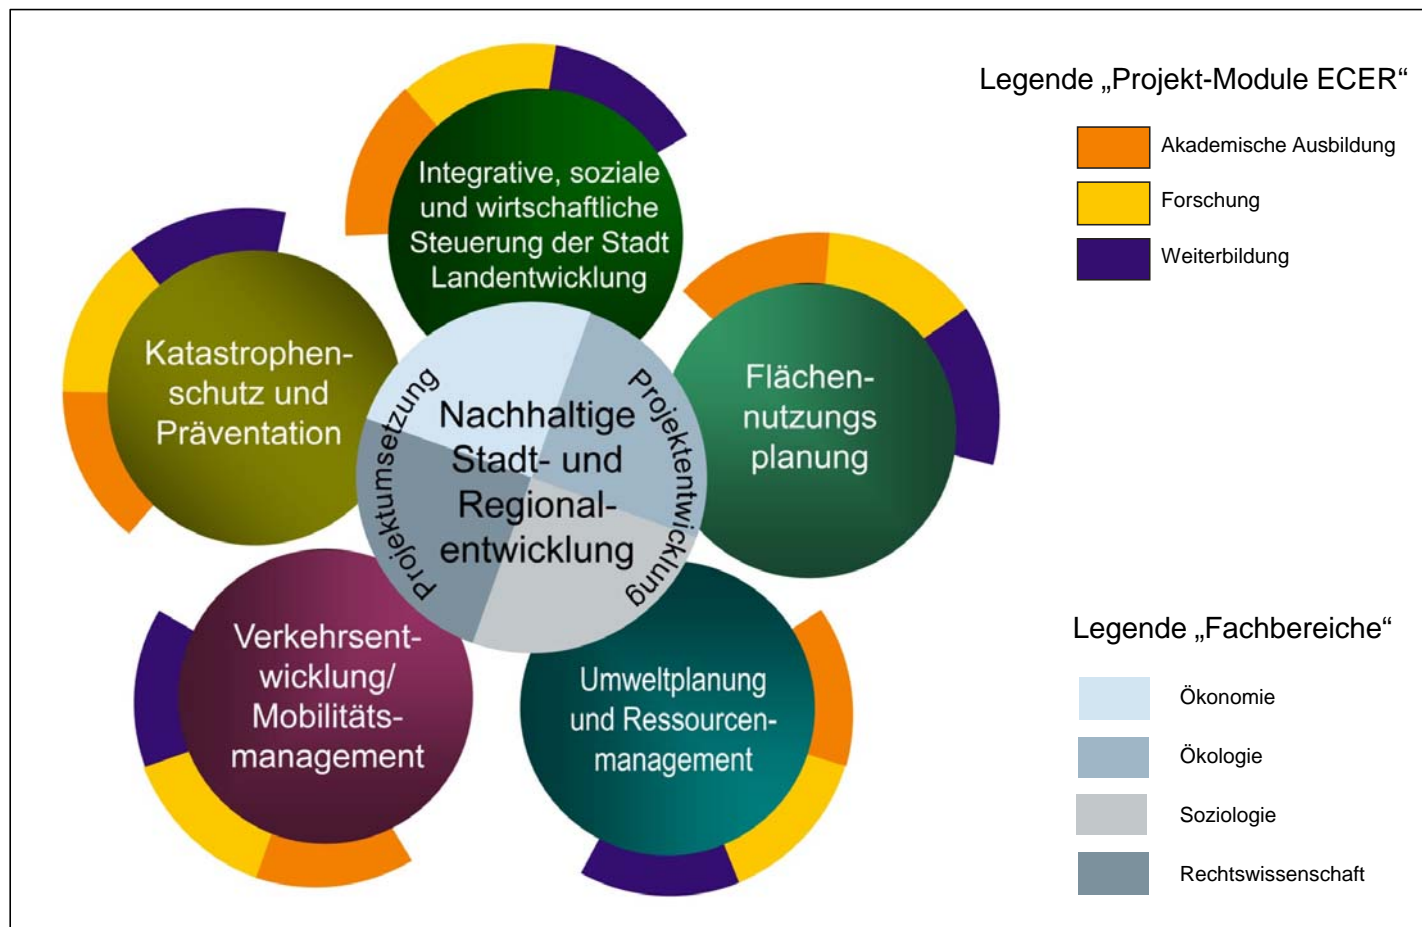 Legende „Projekt-Module ECER“
Akademische Ausbildung
Forschung
Weiterbildung
Integrative, soziale
und wirtschaftliche
Steuerung der Stadt
Landentwicklung
Katastrophen-
schutz und
Präventation
Flächen-
nutzungs
planung
Projektumsetzung
Projektentwicklung
Nachhaltige
Stadt- und
Regional-
entwicklung
Verkehrsent-
wicklung/
Mobilitäts-
management
Umweltplanung
und Ressourcen-
management
Legende „Fachbereiche“
Ökonomie
Ökologie
Soziologie
Rechtswissenschaft